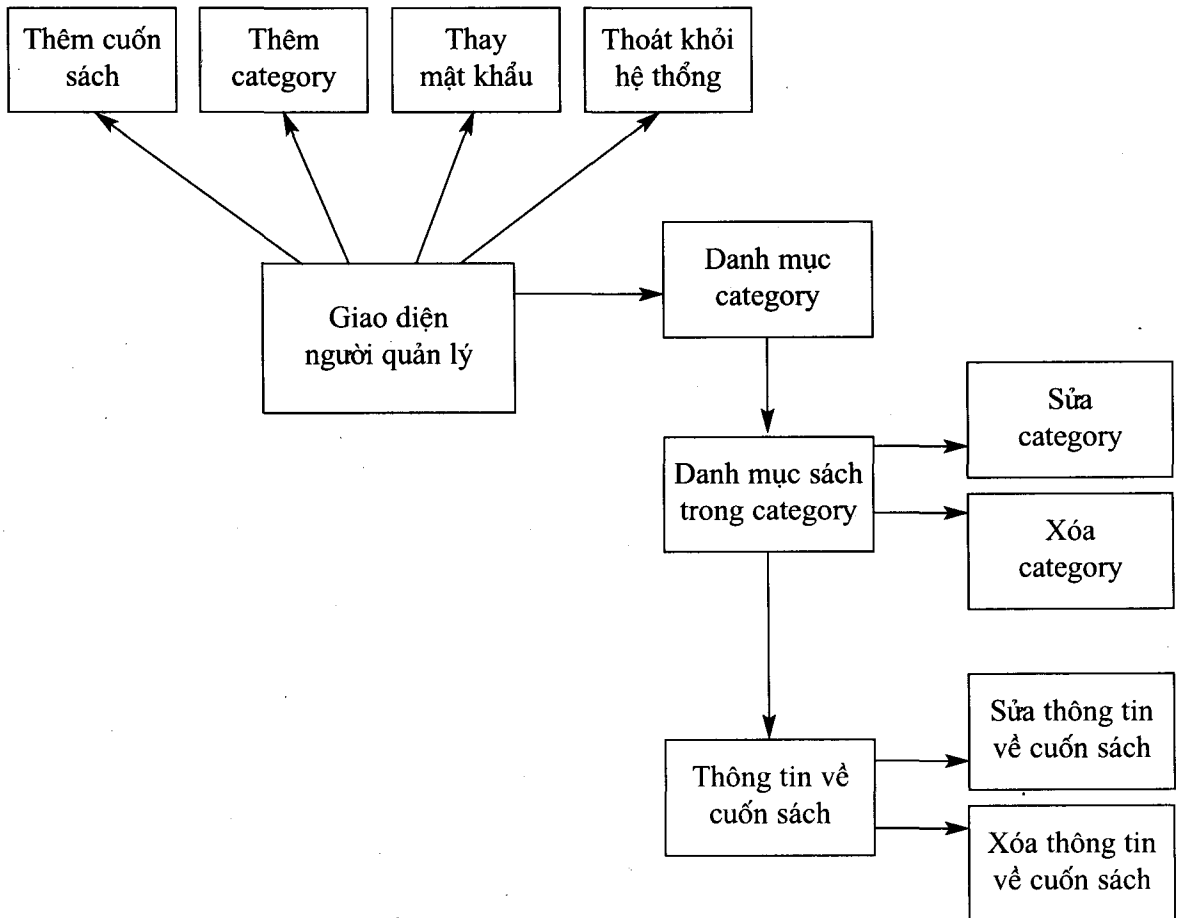 Thêm cuốn
sách
Thêm
category
Thay
mật khẩu
Thoát khỏi
hệ thổng
Danh mục
category
Giao diện
người quản lý
Sửa
category
Danh mục sách
trong category
Xóa
category
Sửa thông tin
về cuốn sách
Thông tin về
cuốn sách
Xóa thông tin
về cuốn sách